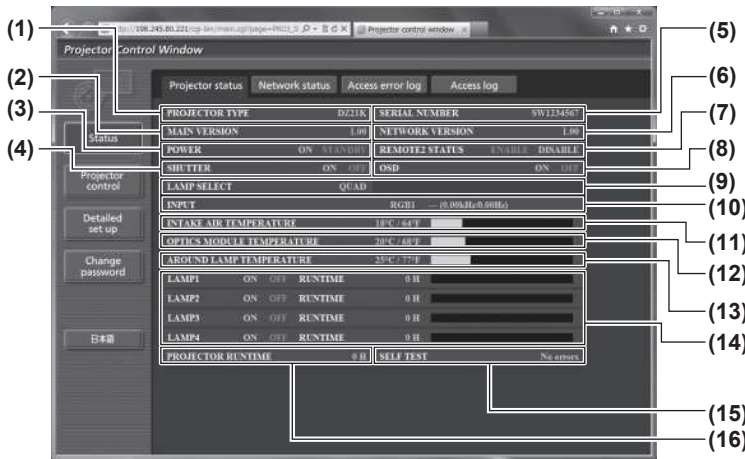 Projector control window
Projector Control Window
Projector status Network status Access error log Access log
PROJECTOR TYPE DZ21K SERIAL NUMBER SW1234567
MAIN VERSION 1.00 NETWORK VERSION 1.00
POWER ON STANDBY REMOTE2 STATUS ENABLE DISABLE
SHUTTER ON OFF OSD ON OFF
LAMP SELECT QUAD
INPUT RGB1 — (0.00kHz/0.00Hz)
INTAKE AIR TEMPERATURE 18°C / 64°F
OPTICS MODULE TEMPERATURE 20°C / 68°F
AROUND LAMP TEMPERATURE 25°C / 77°F
LAMP1 ON OFF RUNTIME 0 H
LAMP2 ON OFF RUNTIME 0 H
LAMP3 ON OFF RUNTIME 0 H
LAMP4 ON OFF RUNTIME 0 H
PROJECTOR RUNTIME 0 H SELF TEST No errors
Status
Projector
control
Detailed
set up
Change
password
日本語
(1)
(2)
(3)
(4)
(5)
(6)
(7)
(8)
(9)
(10)
(11)
(12)
(13)
(14)
(15)
(16)